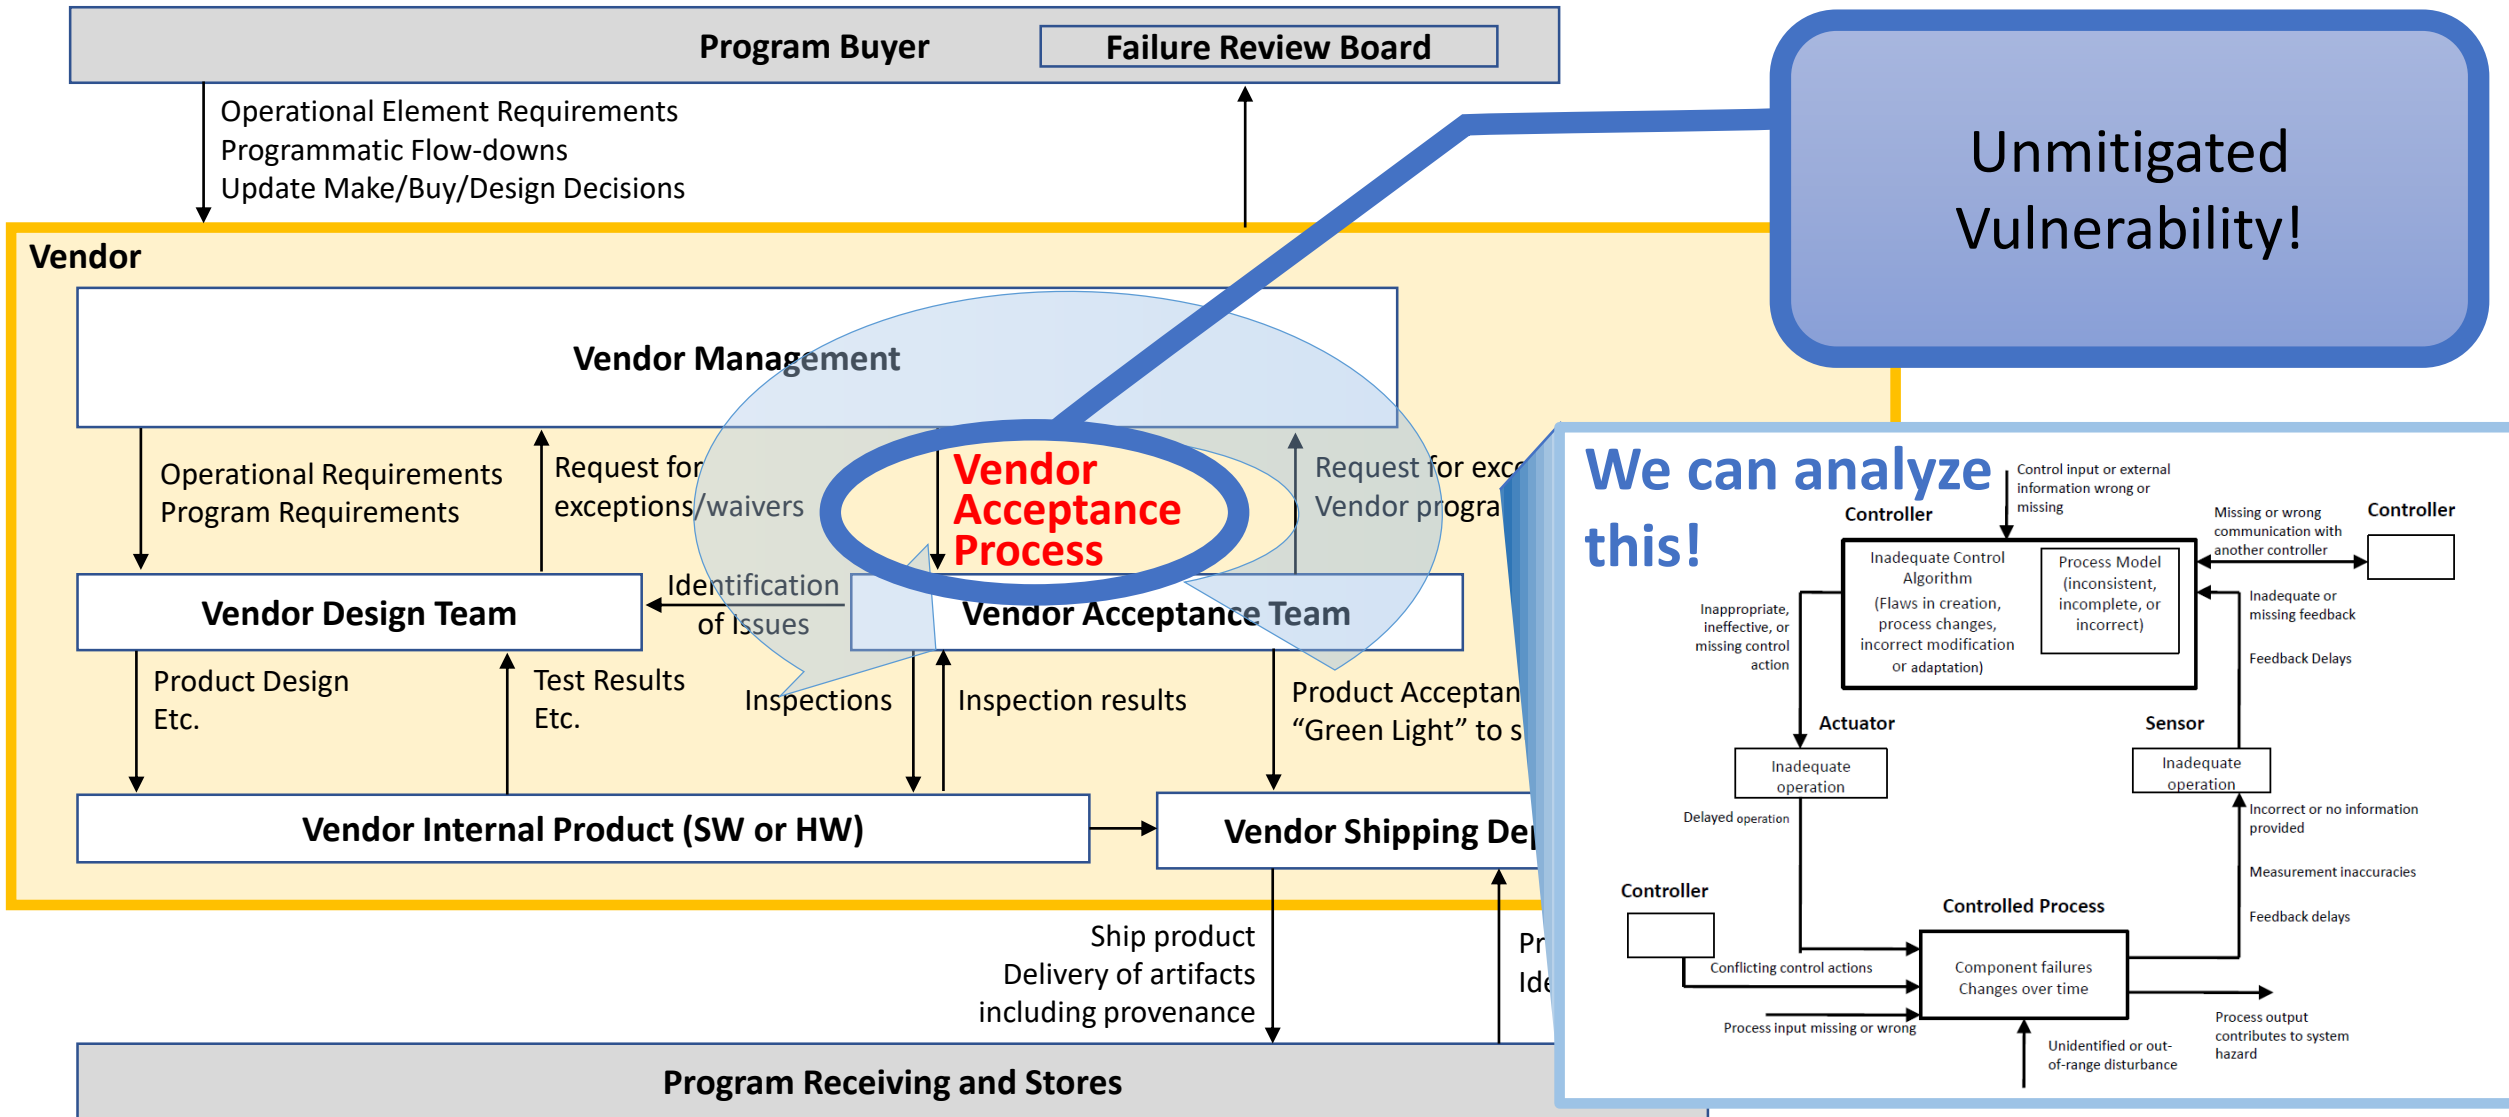 Program Buyer
Failure Review Board
Operational Element Requirements
Programmatic Flow-downs
Update Make/Buy/Design Decisions
Unmitigated
Vulnerability!
Vendor
Vendor Management
Operational Requirements
Program Requirements
Request for
exceptions/waivers
Vendor
Acceptance
Process
Request for
Vendor
Vendor Design Team
Identification
of Issues
Vendor Acceptance Team
Product Design
Etc.
Test Results
Etc.
Inspections
Inspection results
Product
"Green Light" to
Vendor Internal Product (SW or HW)
Vendor Shipping
Ship product
Delivery of artifacts
including provenance
Program Receiving and Stores
We can analyze
this!
Control input or external
information wrong or
missing
Controller
Missing or wrong
communication with
another controller
Controller
Inadequate Control
Algorithm
(Flaws in creation,
process changes,
incorrect modification
or adaptation)
Process Model
(inconsistent,
incomplete, or
incorrect)
Inappropriate,
ineffective, or
missing control
action
Inadequate or
missing feedback
Feedback Delays
Actuator
Sensor
Inadequate
operation
Inadequate
operation
Delayed operation
Incorrect or no information
provided
Measurement inaccuracies
Feedback delays
Controller
Controlled Process
Conflicting control actions
Component failures
Changes over time
Process input missing or wrong
Process output
contributes to system
hazard
Unidentified or out-
of-range disturbance